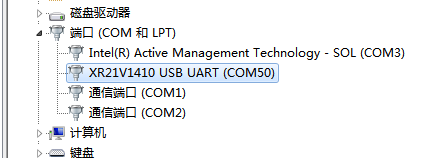 磁盘驱动器
端口 (COM 和 LPT)
Intel(R) Active Management Technology - SOL (COM3)
XR21V1410 USB UART (COM50)
通信端口 (COM1)
通信端口 (COM2)
计算机
键盘